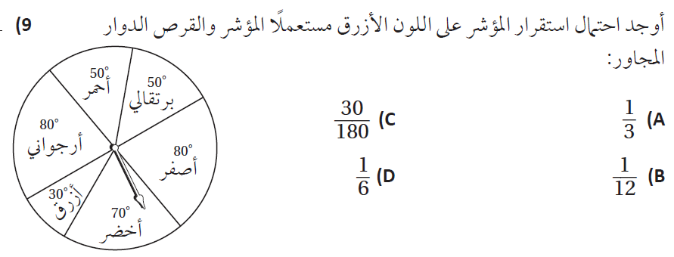 9) أوجد احتمال استقرار المؤشر على اللون الأزرق مستعملًا المؤشر والقرص الدوار
المجاور:
A) 1/3
C) 30/180
B) 1/12
D) 1/6
50°
أحمر
50°
برتقالي
80°
أرجواني
80°
أصفر
30°
أزرق
70°
أخضر